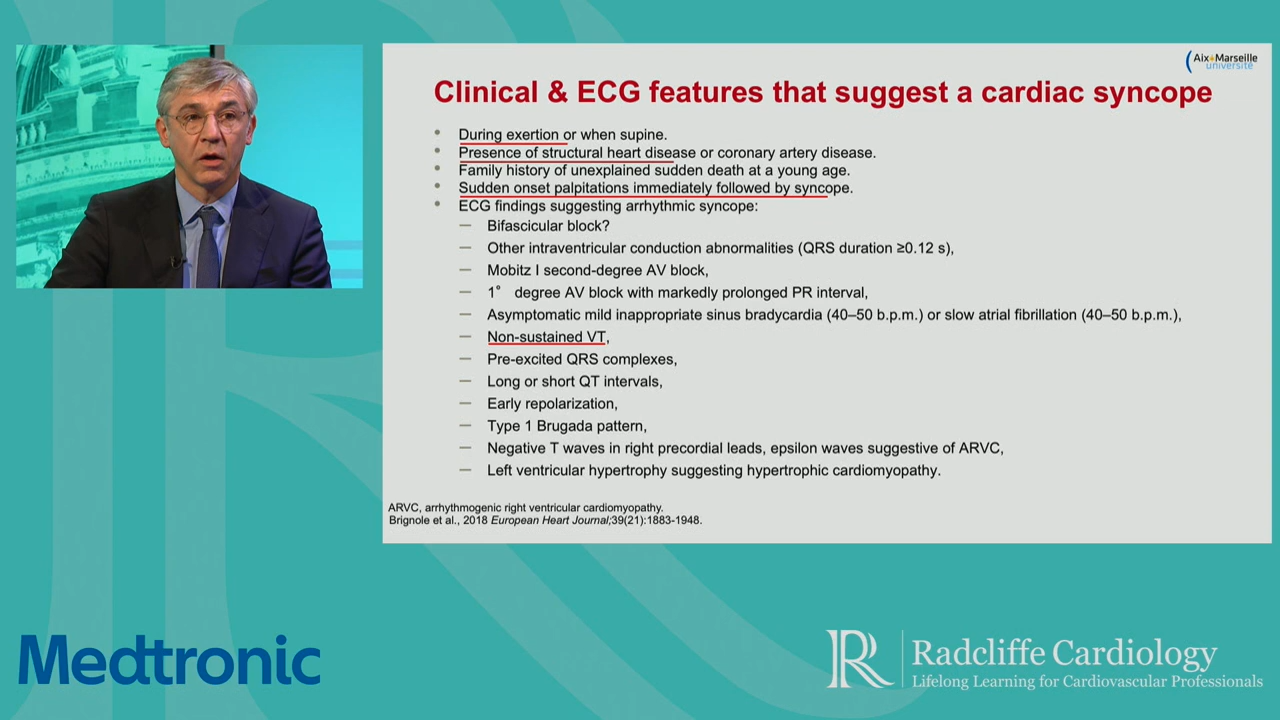 Aix*Marseille
université
Clinical & ECG features that suggest a cardiac syncope
• During exertion or when supine.
• Presence of structural heart disease or coronary artery disease.
• Family history of unexplained sudden death at a young age.
• Sudden onset palpitations immediately followed by syncope.
• ECG findings suggesting arrhythmic syncope:
— Bifascicular block?
— Other intraventricular conduction abnormalities (QRS duration ≥0.12 s),
— Mobitz I second-degree AV block,
— 1° degree AV block with markedly prolonged PR interval,
— Asymptomatic mild inappropriate sinus bradycardia (40–50 b.p.m.) or slow atrial fibrillation (40–50 b.p.m.),
— Non-sustained VT,
— Pre-excited QRS complexes,
— Long or short QT intervals,
— Early repolarization,
— Type 1 Brugada pattern,
— Negative T waves in right precordial leads, epsilon waves suggestive of ARVC,
— Left ventricular hypertrophy suggesting hypertrophic cardiomyopathy.
ARVC, arrhythmogenic right ventricular cardiomyopathy.
Brignole et al., 2018 European Heart Journal;39(21):1883-1948.
Medtronic
R
Radcliffe Cardiology
Lifelong Learning for Cardiovascular Professionals